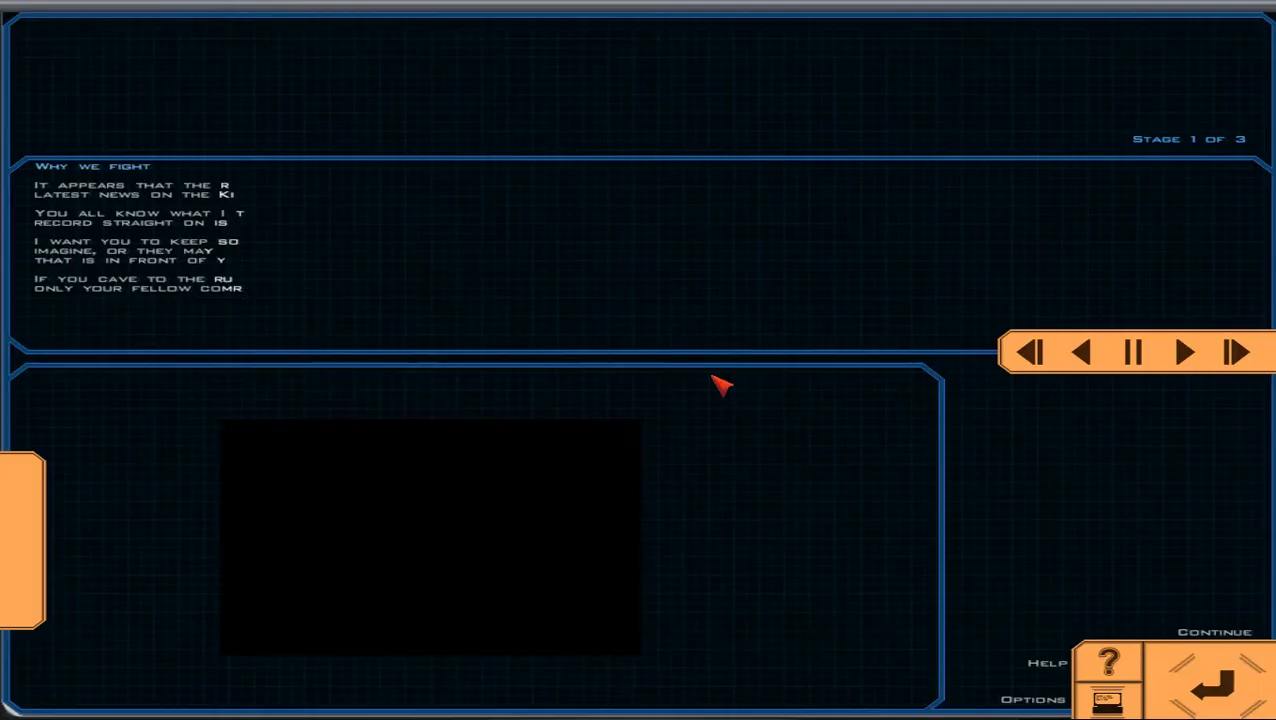 Stage 1 of 3
Why we fight
It appears that the R
latest news on the Ki
You all know what I t
record straight on is
I want you to keep so
imagine, or they may
that is in front of y
If you cave to the ru
only your fellow comr
Continue
Help
?
Options